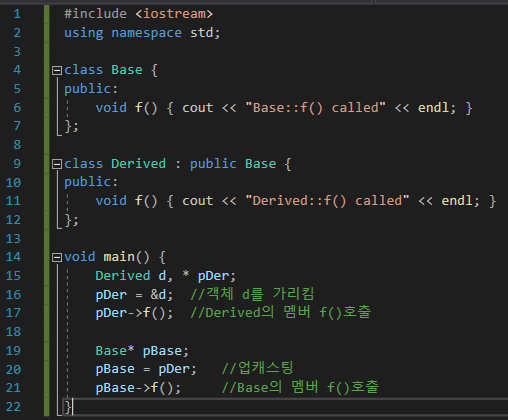 1 #include <iostream>
2 using namespace std;
3
4 class Base {
5 public:
6 void f() { cout << "Base::f() called" << endl; }
7 };
8
9 class Derived : public Base {
10 public:
11 void f() { cout << "Derived::f() called" << endl; }
12 };
13
14 void main() {
15 Derived d, * pDer;
16 pDer = &d; //객체 d를 가리킴
17 pDer->f(); //Derived의 멤버 f()호출
18
19 Base* pBase;
20 pBase = pDer; //업캐스팅
21 pBase->f(); //Base의 멤버 f()호출
22 }